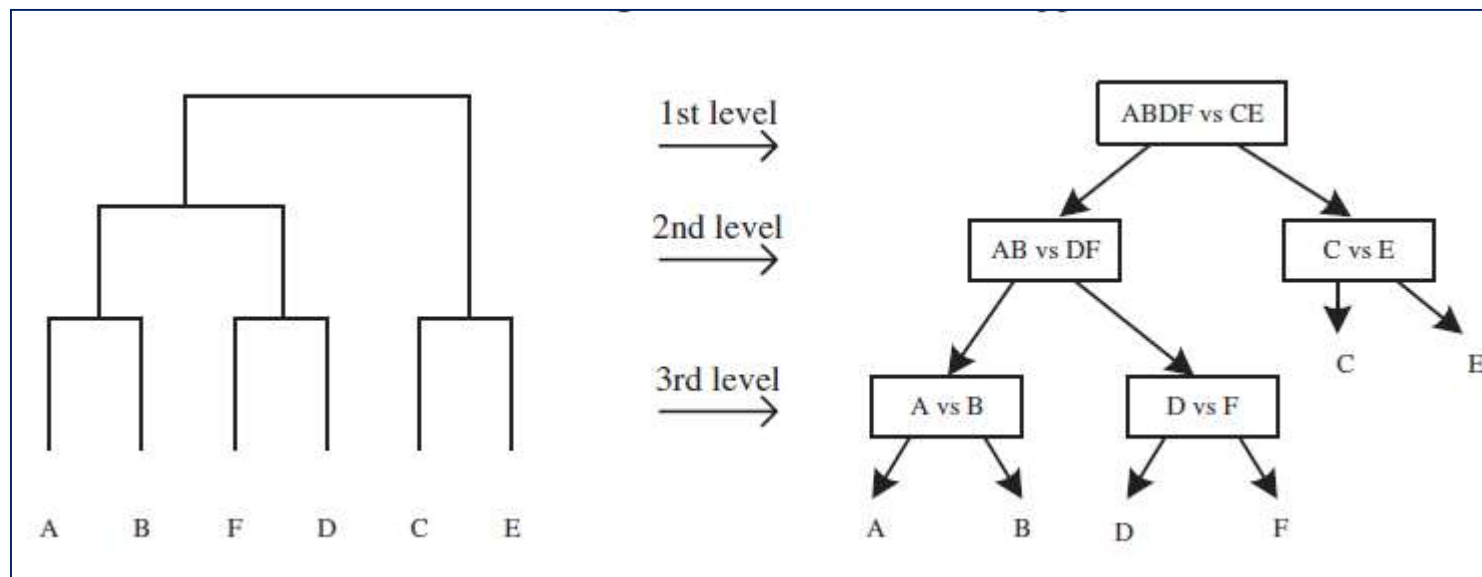 1st level
ABDF vs CE
2nd level
AB vs DF
C vs E
3rd level
C
E
A vs B
D vs F
A
B
F
D
C
E
A
B
D
F